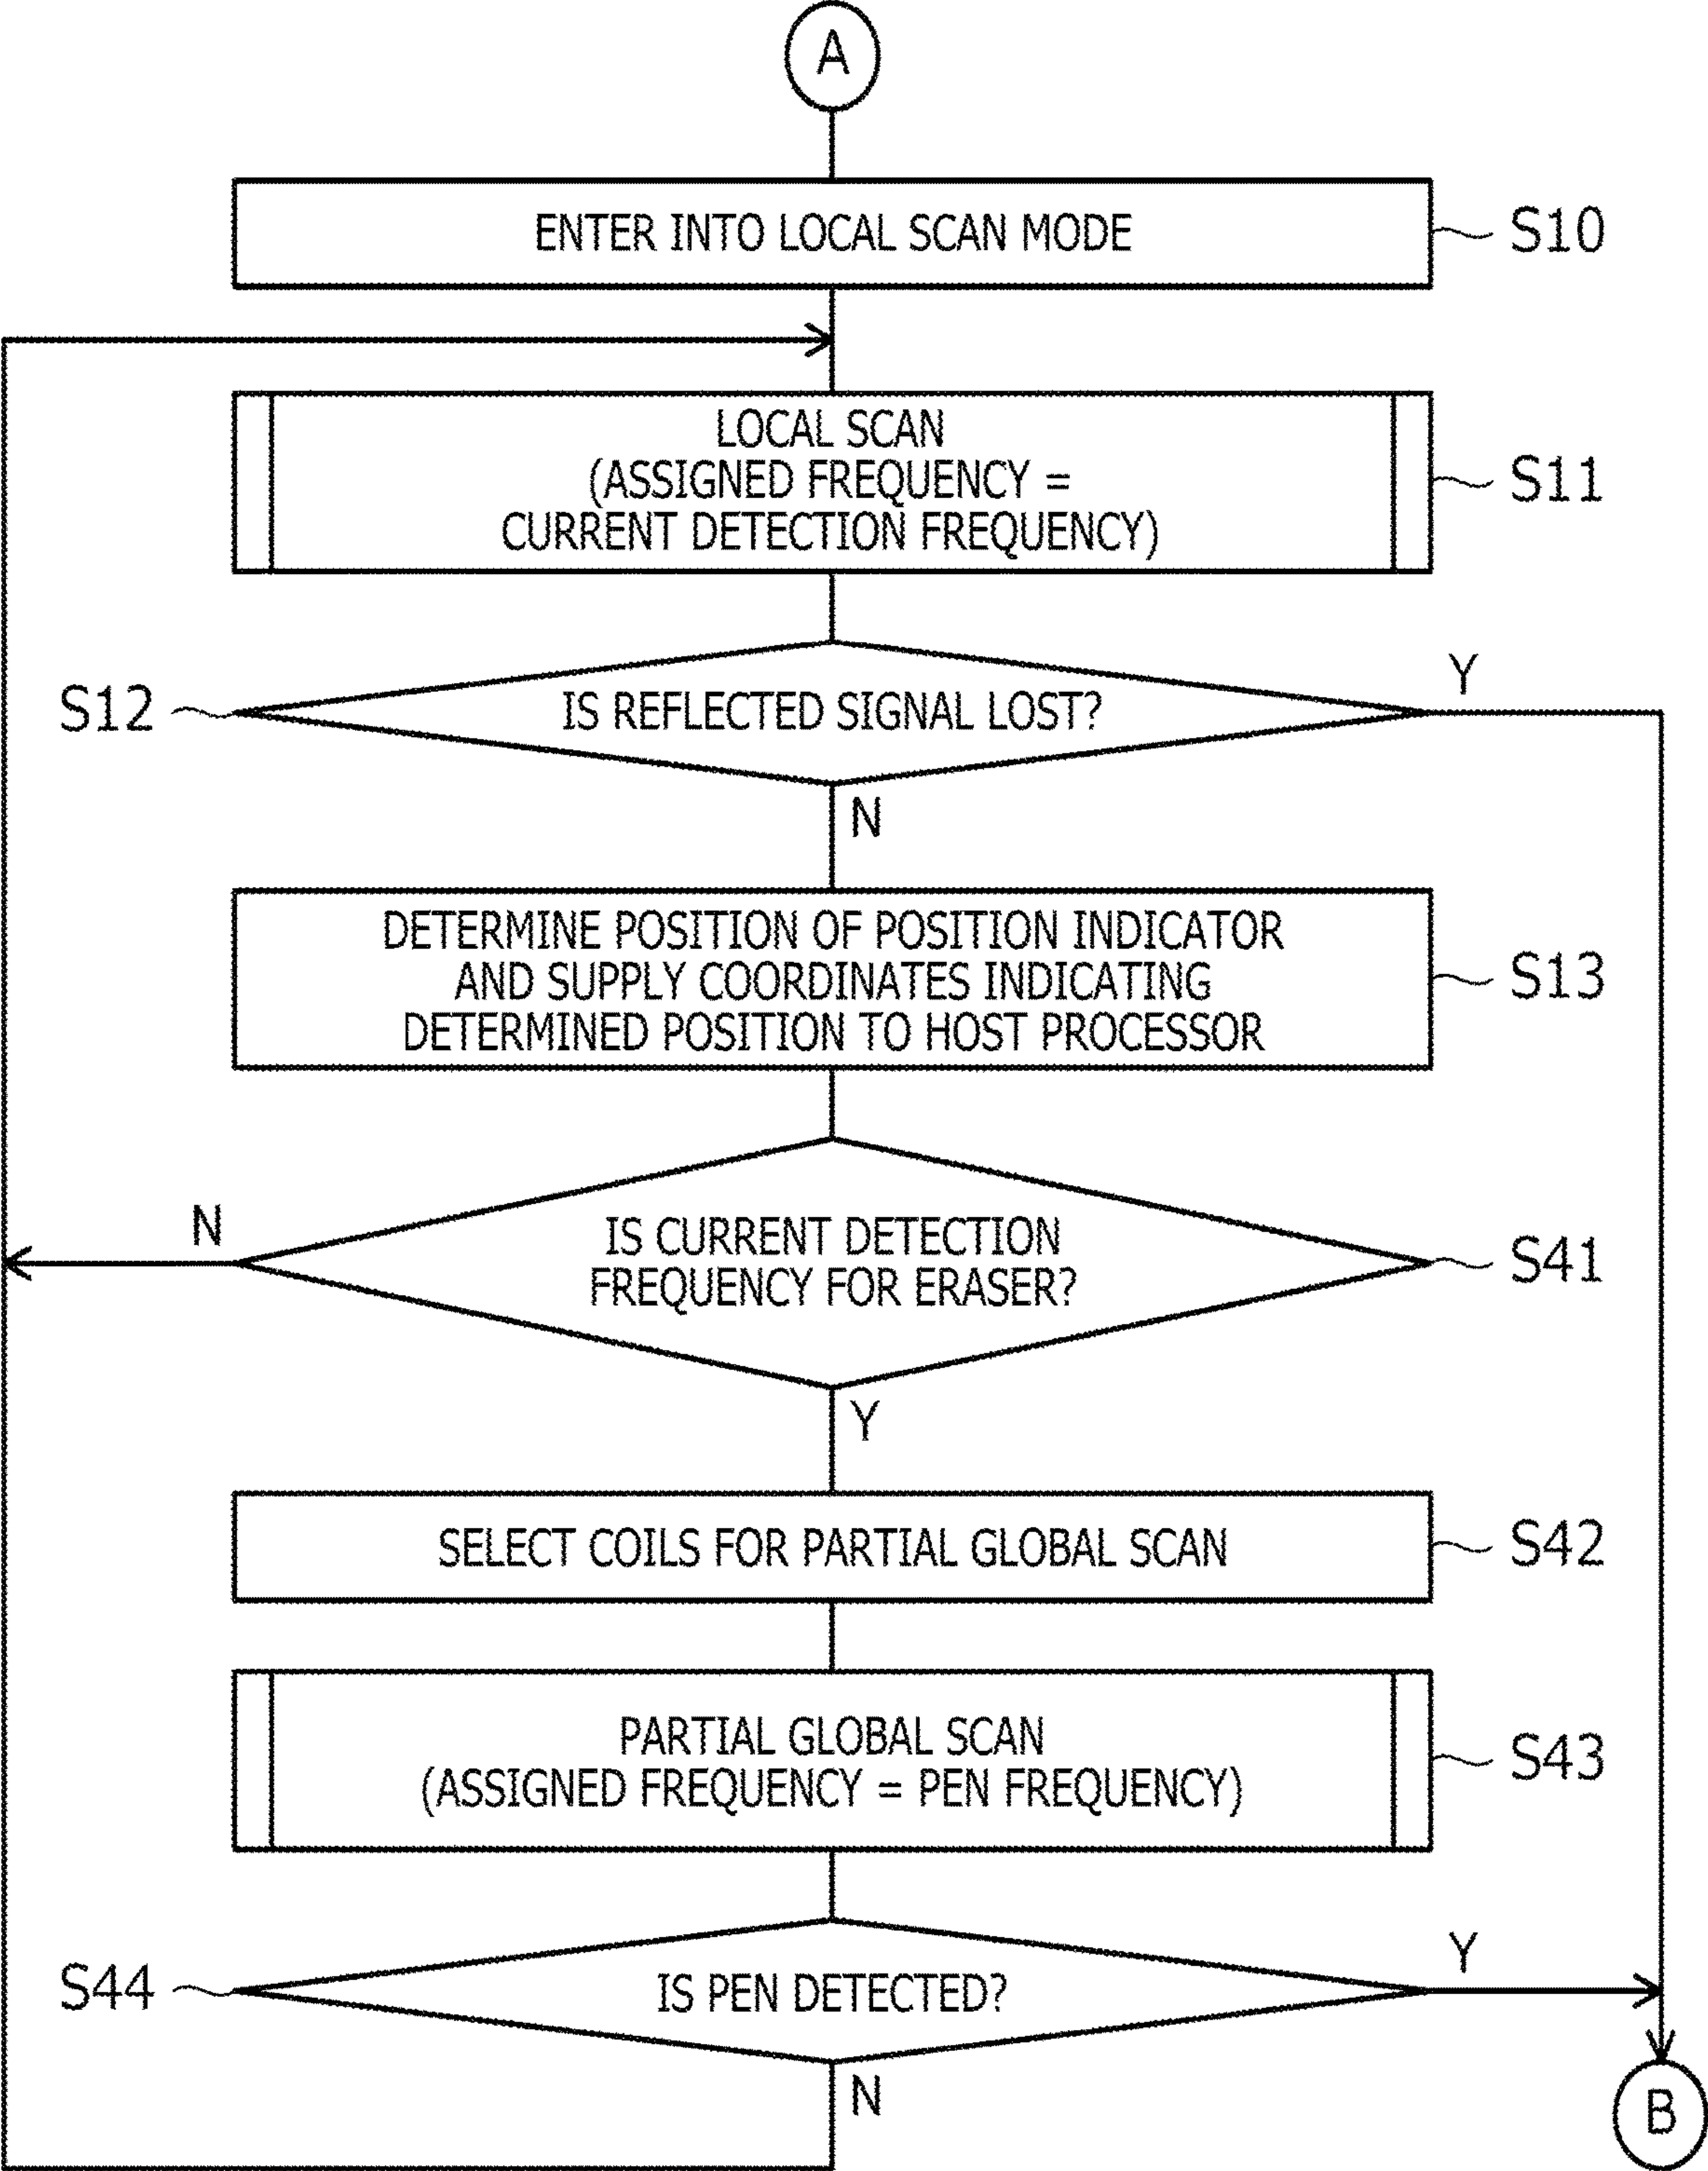 A
ENTER INTO LOCAL SCAN MODE
S10
LOCAL SCAN
(ASSIGNED FREQUENCY =
CURRENT DETECTION FREQUENCY)
S11
S12
IS REFLECTED SIGNAL LOST?
Y
N
DETERMINE POSITION OF POSITION INDICATOR
AND SUPPLY COORDINATES INDICATING
DETERMINED POSITION TO HOST PROCESSOR
S13
N
IS CURRENT DETECTION
FREQUENCY FOR ERASER?
S41
Y
SELECT COILS FOR PARTIAL GLOBAL SCAN
S42
PARTIAL GLOBAL SCAN
(ASSIGNED FREQUENCY = PEN FREQUENCY)
S43
S44
IS PEN DETECTED?
Y
N
B